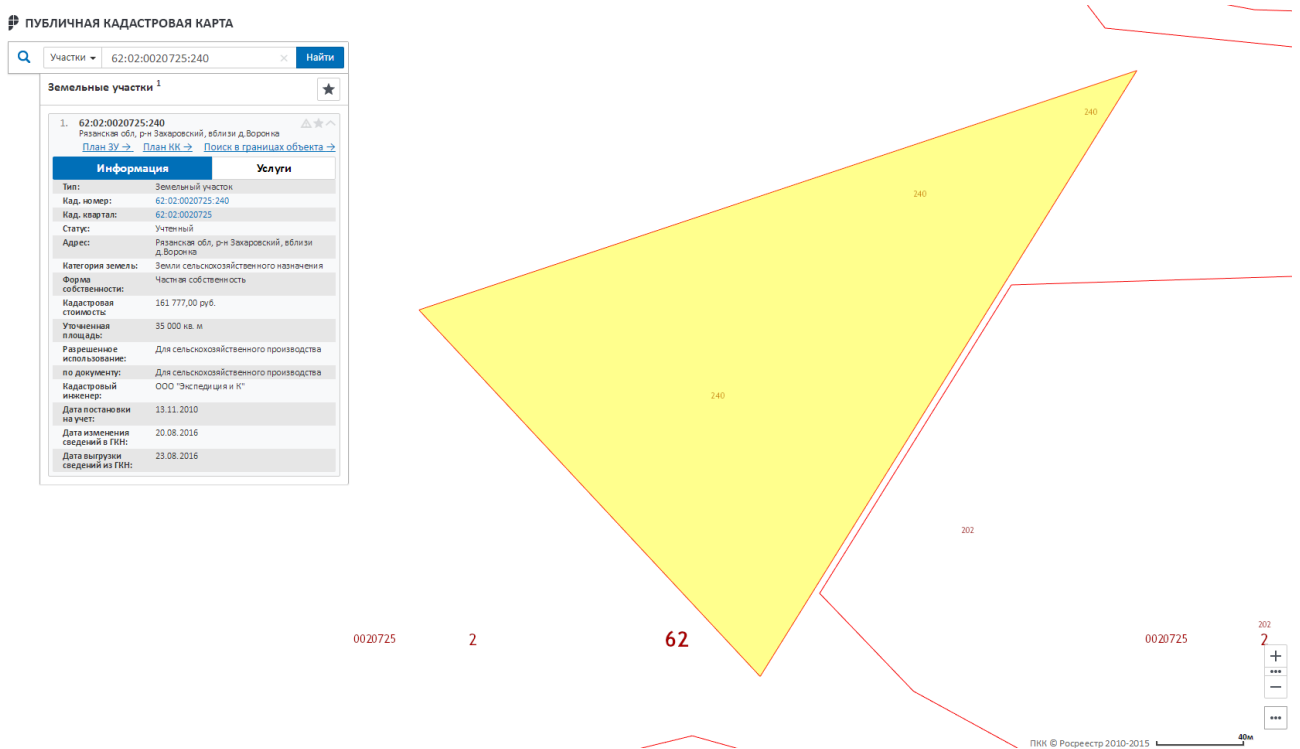 ПУБЛИЧНАЯ КАДАСТРОВАЯ КАРТА
Участки 62:02:0020725:240 × Найти
Земельные участки 1
1. 62:02:0020725:240
Рязанская обл, р-н Захаровский, вблизи д.Воронка
План ЗУ → План КК → Поиск в границах объекта →
Информация Услуги
Тип: Земельный участок
Кад. номер: 62:02:0020725:240
Кад. квартал: 62:02:0020725
Статус: Учтенный
Адрес: Рязанская обл, р-н Захаровский, вблизи
д.Воронка
Категория земель: Земли сельскохозяйственного назначения
Форма Частная собственность
собственности:
Кадастровая 161 777,00 руб.
стоимость:
Уточненная 35 000 кв. м
площадь:
Разрешенное Для сельскохозяйственного производства
использование:
по документу: Для сельскохозяйственного производства
Кадастровый ООО "Экспедиция и К"
инженер:
Дата постановки 13.11.2010
на учет:
Дата изменения 20.08.2016
сведений в ГКН:
Дата выгрузки 23.08.2016
сведений из ГКН:
240
240
240
202
202
0020725 2 62 0020725 2
+
−
40м
ПКК © Росреестр 2010-2015